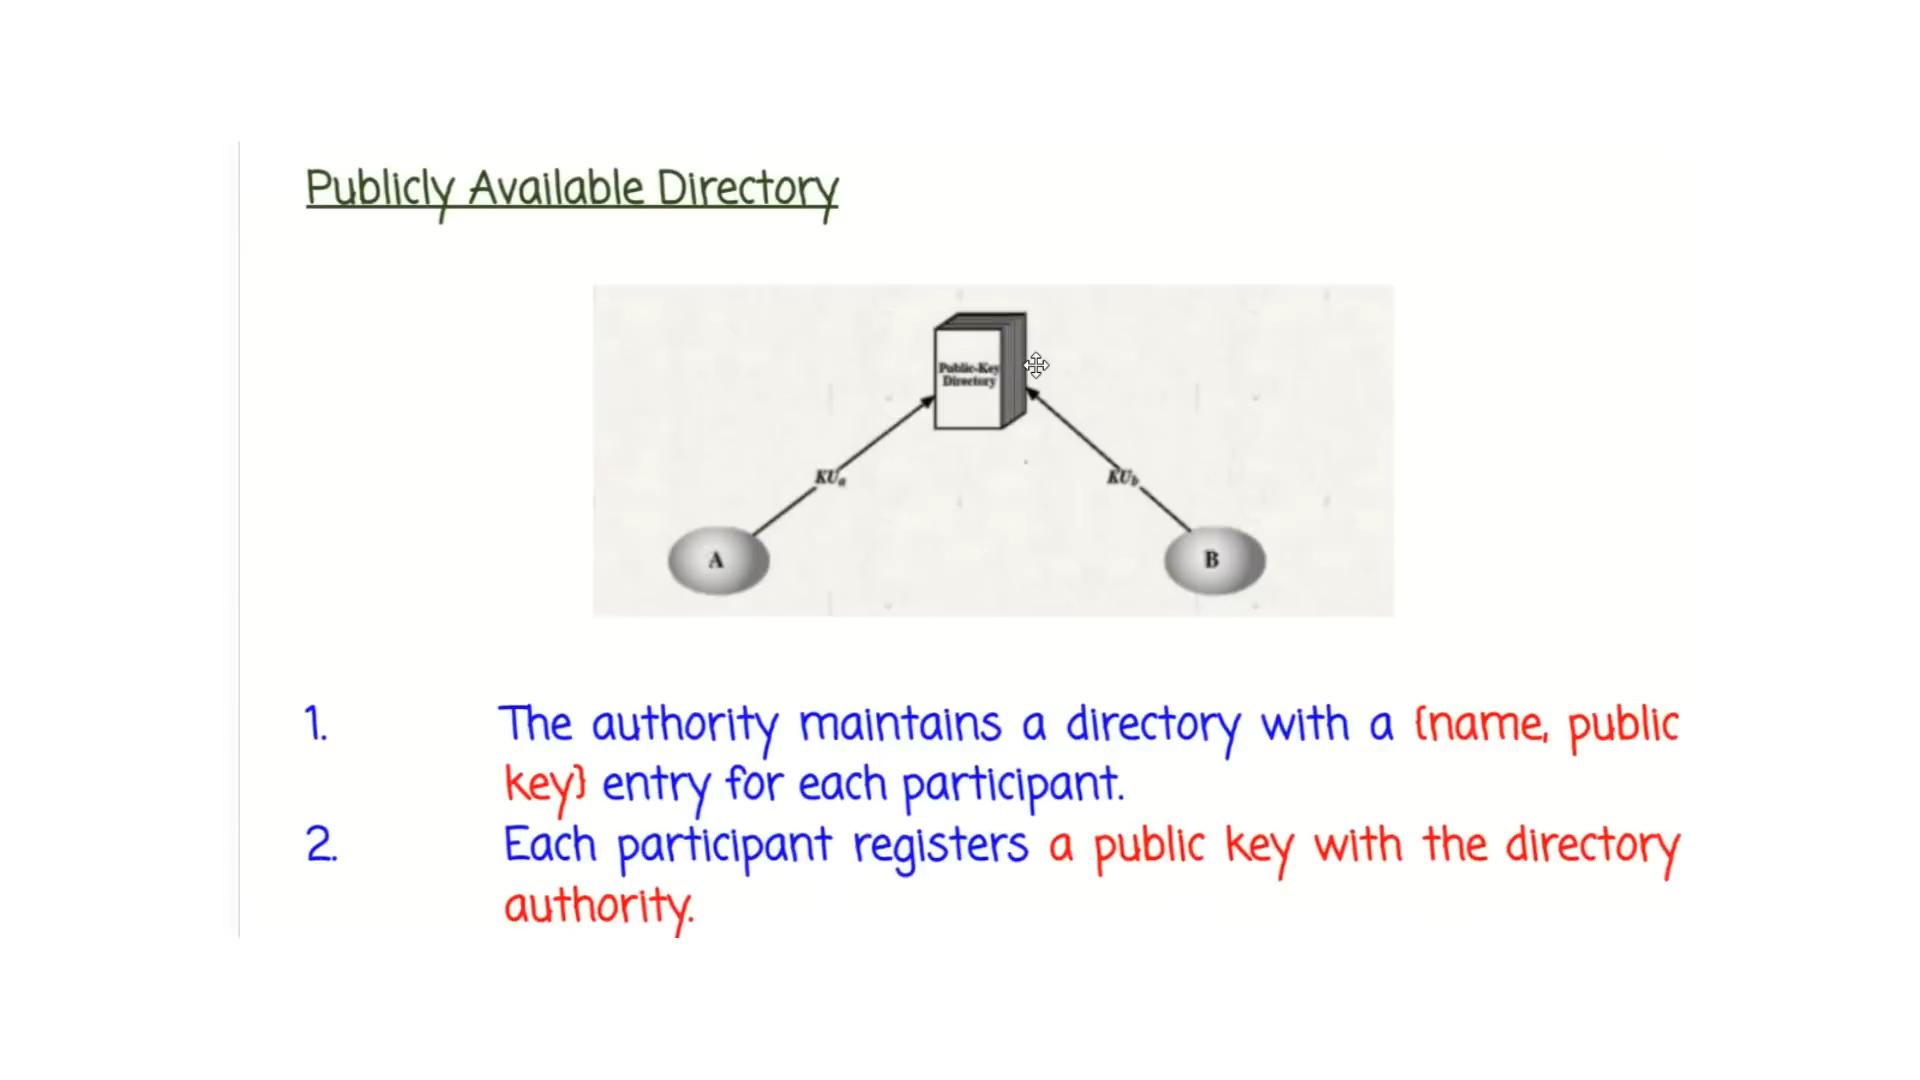 Publicly Available Directory
Public-Key
Directory
KUa
KUb
A
B
1. The authority maintains a directory with a {name, public
key} entry for each participant.
2. Each participant registers a public key with the directory
authority.